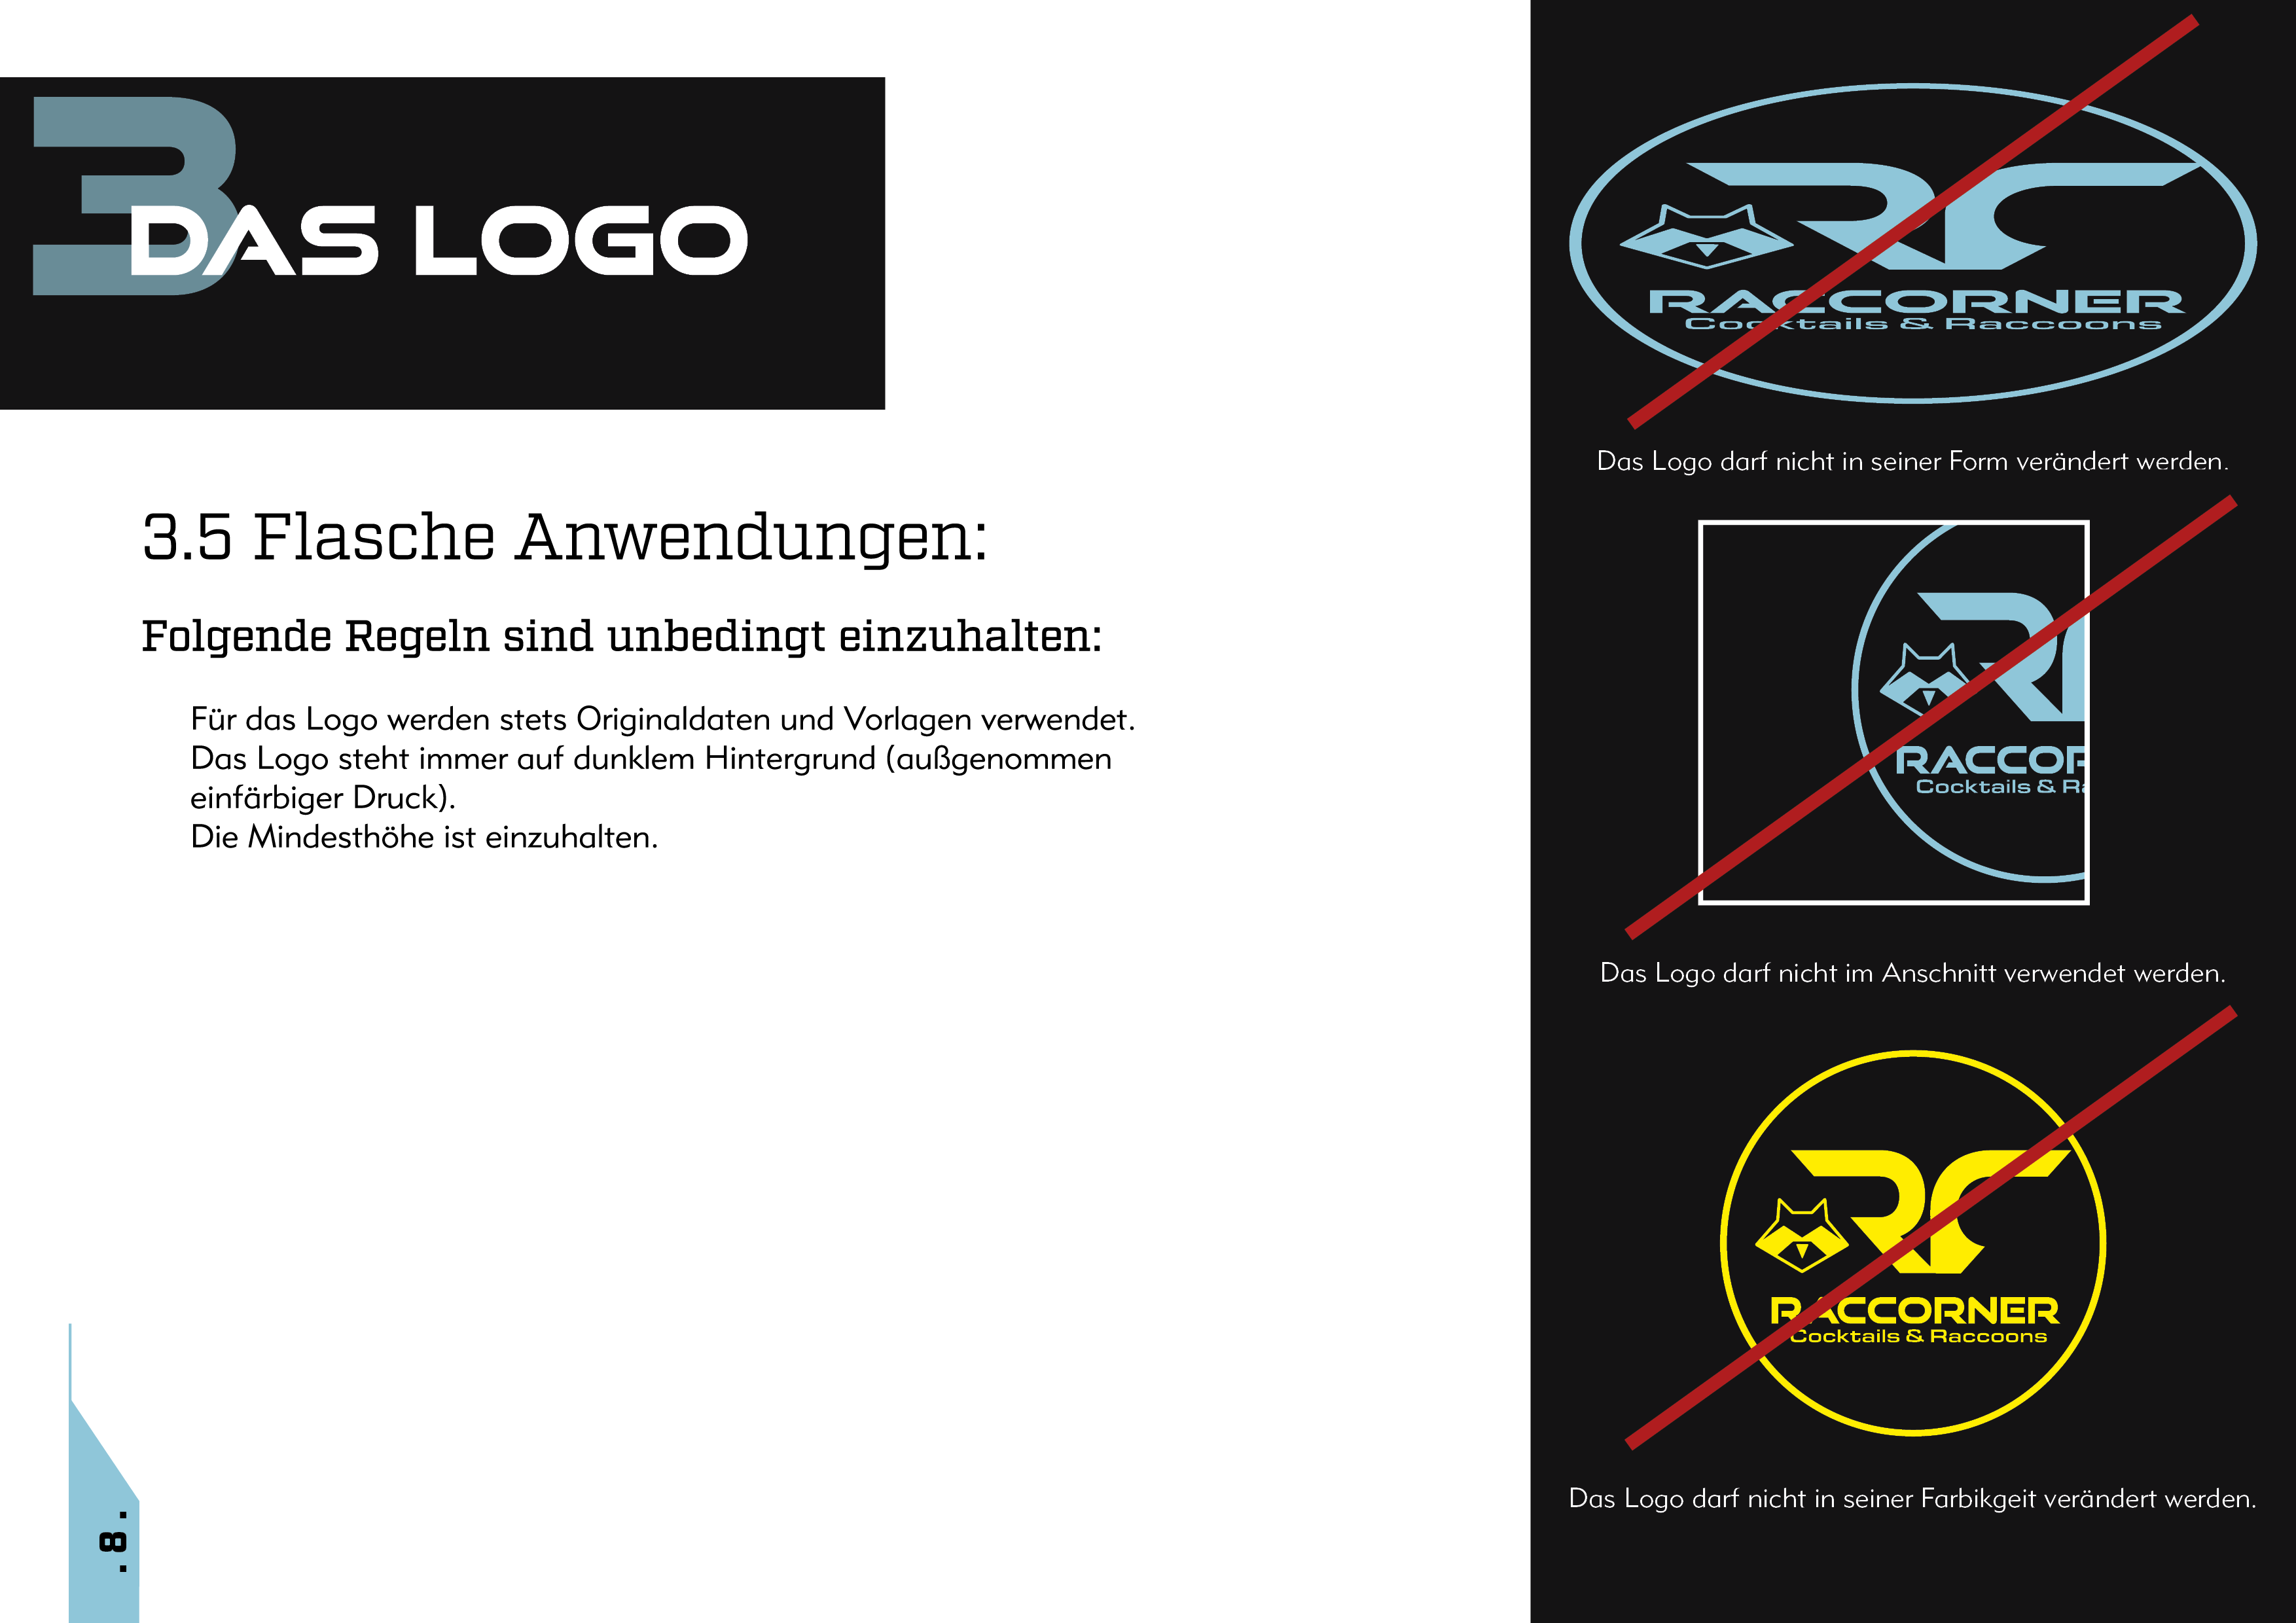 3
DAS LOGO
3.5 Flasche Anwendungen:
Folgende Regeln sind unbedingt einzuhalten:
Für das Logo werden stets Originaldaten und Vorlagen verwendet.
Das Logo steht immer auf dunklem Hintergrund (außgenommen
einfärbiger Druck).
Die Mindesthöhe ist einzuhalten.
.8.
RC
RACCORNER
Cocktails & Raccoons
Das Logo darf nicht in seiner Form verändert werden.
RC
RACCOR
Cocktails & Ra
Das Logo darf nicht im Anschnitt verwendet werden.
RC
RACCORNER
Cocktails & Raccoons
Das Logo darf nicht in seiner Farbikgeit verändert werden.